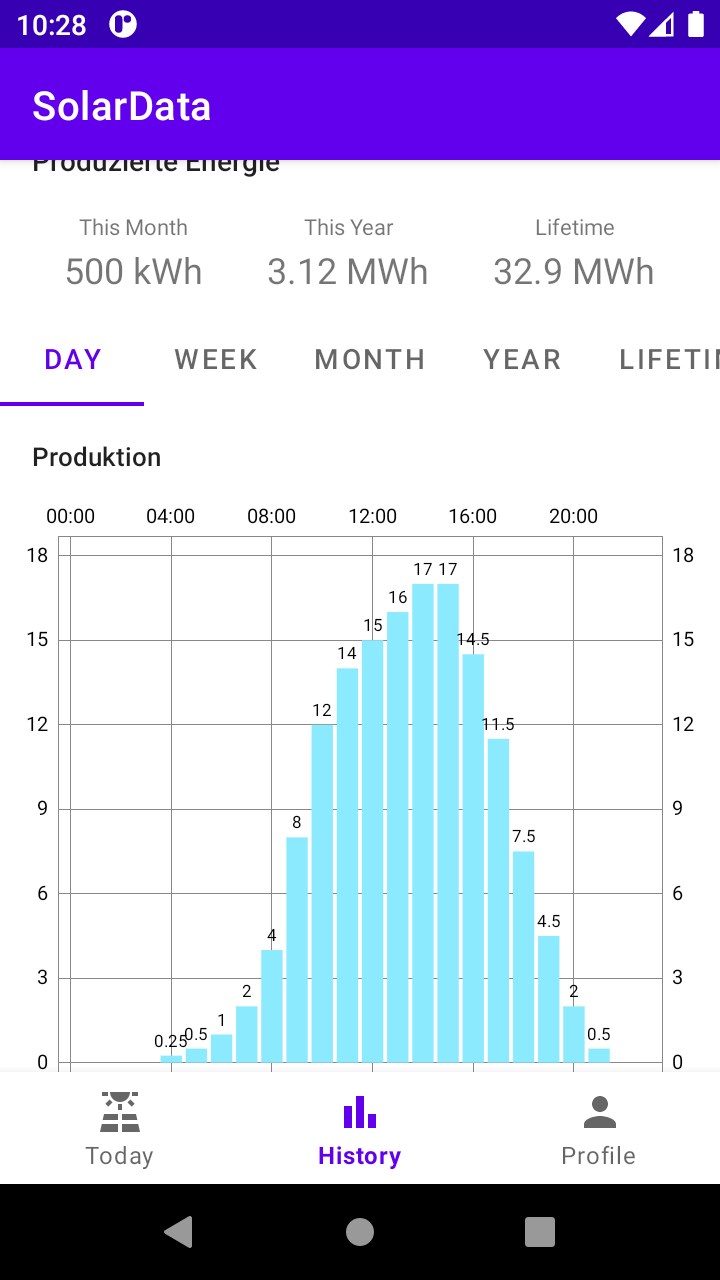 10:28
SolarData
Produzierte Energie
This Month This Year Lifetime
500 kWh 3.12 MWh 32.9 MWh
DAY WEEK MONTH YEAR LIFETI
Produktion
00:00 04:00 08:00 12:00 16:00 20:00
18 18
17 17
16
15 15 14.5 15
14
12 12 11.5 12
9 9
8 7.5
6 6
4 4.5
3 3
2 2
0.25 0.5 1 0.5
0 0
Today History Profile